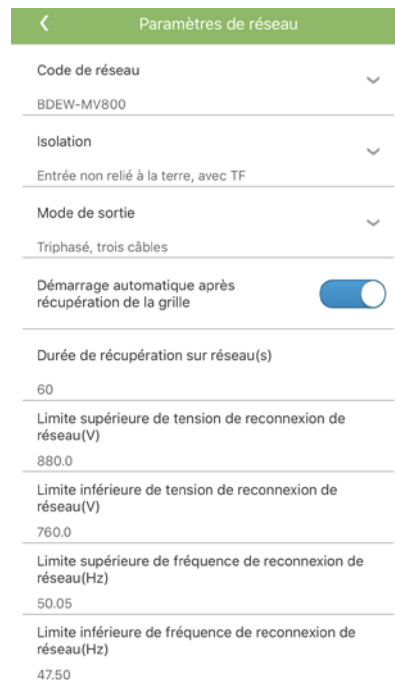 Paramètres de réseau
Code de réseau
BDEW-MV800
Isolation
Entrée non relié à la terre, avec TF
Mode de sortie
Triphasé, trois câbles
Démarrage automatique après
récupération de la grille
Durée de récupération sur réseau(s)
60
Limite supérieure de tension de reconnexion de
réseau(V)
880.0
Limite inférieure de tension de reconnexion de
réseau(V)
760.0
Limite supérieure de fréquence de reconnexion de
réseau(Hz)
50.05
Limite inférieure de fréquence de reconnexion de
réseau(Hz)
47.50